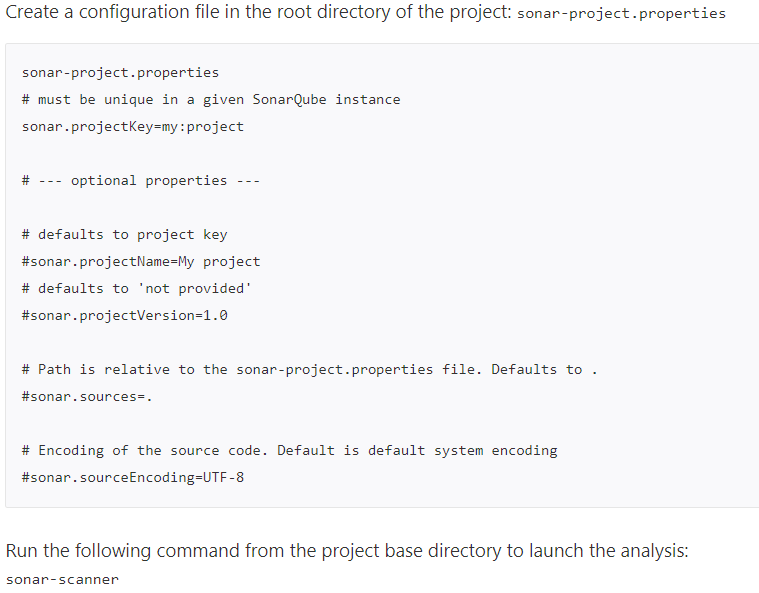 Create a configuration file in the root directory of the project: sonar-project.properties
sonar-project.properties
# must be unique in a given SonarQube instance
sonar.projectKey=my:project
# --- optional properties ---
# defaults to project key
#sonar.projectName=My project
# defaults to 'not provided'
#sonar.projectVersion=1.0
# Path is relative to the sonar-project.properties file. Defaults to .
#sonar.sources=.
# Encoding of the source code. Default is default system encoding
#sonar.sourceEncoding=UTF-8
Run the following command from the project base directory to launch the analysis:
sonar-scanner